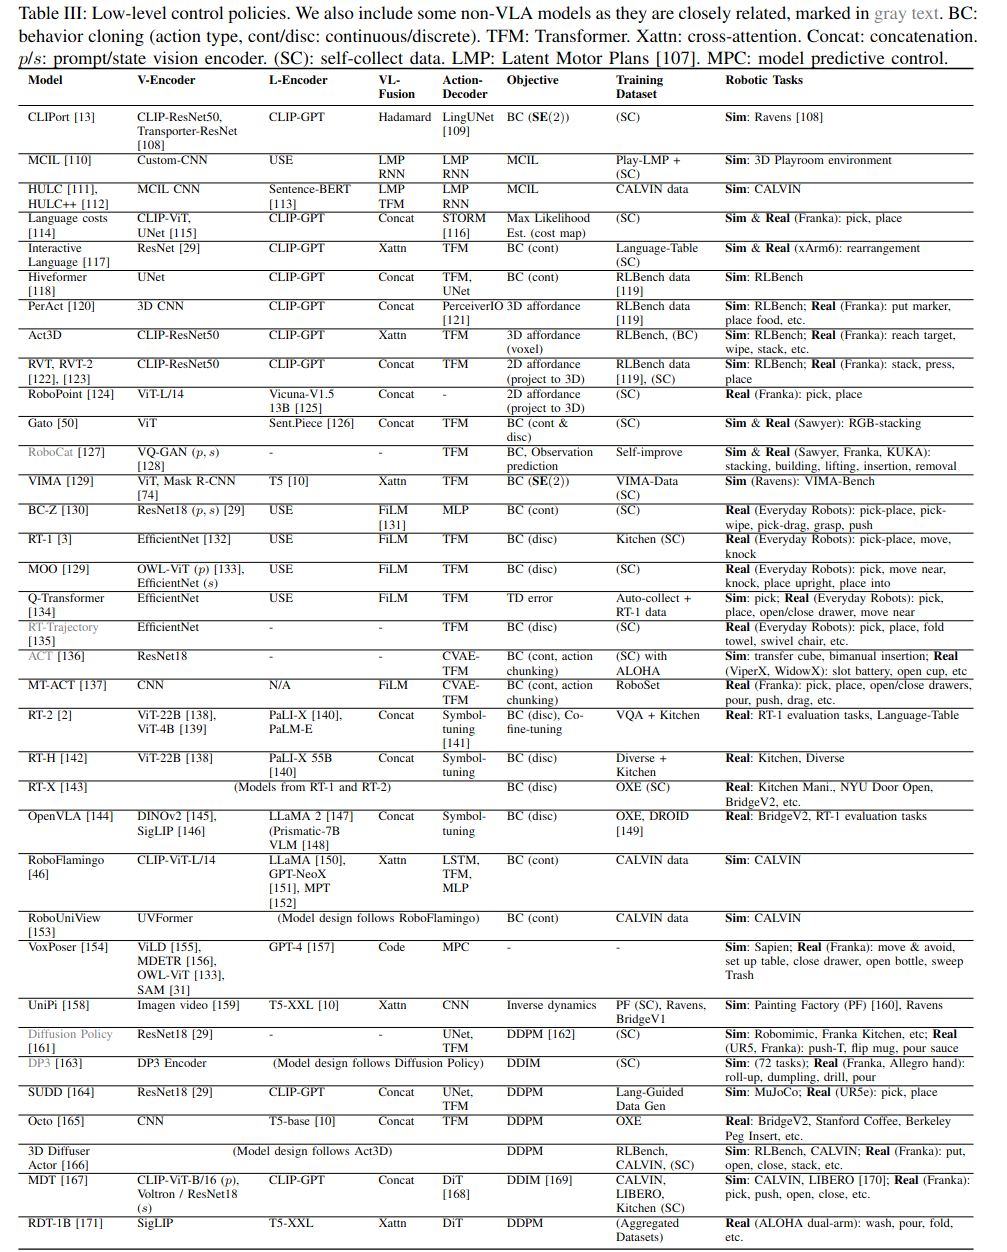 Table III: Low-level control policies. We also include some non-VLA models as they are closely related, marked in gray text. BC:
behavior cloning (action type, cont/disc: continuous/discrete). TFM: Transformer. Xattn: cross-attention. Concat: concatenation.
p/s: prompt/state vision encoder. (SC): self-collect data. LMP: Latent Motor Plans [107]. MPC: model predictive control.
Model V-Encoder L-Encoder VL- Action- Objective Training Robotic Tasks
Fusion Decoder Dataset
CLIPort [13] CLIP-ResNet50, CLIP-GPT Hadamard LingUNet BC (SE(2)) (SC) Sim: Ravens [108]
Transporter-ResNet [109]
[108]
MCIL [110] Custom-CNN USE LMP LMP MCIL Play-LMP + Sim: 3D Playroom environment
RNN RNN (SC)
HULC [111], MCIL CNN Sentence-BERT LMP LMP MCIL CALVIN data Sim: CALVIN
HULC++ [112] [113] TFM RNN
Language costs CLIP-ViT, CLIP-GPT Concat STORM Max Likelihood (SC) Sim & Real (Franka): pick, place
[114] UNet [115] [116] Est. (cost map)
Interactive ResNet [29] CLIP-GPT Xattn TFM BC (cont) Language-Table Sim & Real (xArm6): rearrangement
Language [117] (SC)
Hiveformer UNet CLIP-GPT Concat TFM, BC (cont) RLBench data Sim: RLBench
[118] UNet [119]
PerAct [120] 3D CNN CLIP-GPT Concat PerceiverIO 3D affordance RLBench data Sim: RLBench; Real (Franka): put marker,
[121] [119] place food, etc.
Act3D CLIP-ResNet50 CLIP-GPT Xattn TFM 3D affordance RLBench, (BC) Sim: RLBench; Real (Franka): reach target,
(voxel) wipe, stack, etc.
RVT, RVT-2 CLIP-ResNet50 CLIP-GPT Concat TFM 2D affordance RLBench data Sim: RLBench; Real (Franka): stack, press,
[122], [123] (project to 3D) [119], (SC) place
RoboPoint [124] ViT-L/14 Vicuna-V1.5 Concat - 2D affordance (SC) Real (Franka): pick, place
13B [125] (project to 3D)
Gato [50] ViT Sent.Piece [126] Concat TFM BC (cont & (SC) Sim & Real (Sawyer): RGB-stacking
disc)
RoboCat [127] VQ-GAN (p, s) - - TFM BC, Observation Self-improve Sim & Real (Sawyer, Franka, KUKA):
[128] prediction stacking, building, lifting, insertion, removal
VIMA [129] ViT, Mask R-CNN T5 [10] Xattn TFM BC (SE(2)) VIMA-Data Sim (Ravens): VIMA-Bench
[74] (SC)
BC-Z [130] ResNet18 (p, s) [29] USE FiLM MLP BC (cont) (SC) Real (Everyday Robots): pick-place, pick-
[131] wipe, pick-drag, grasp, push
RT-1 [3] EfficientNet [132] USE FiLM TFM BC (disc) Kitchen (SC) Real (Everyday Robots): pick-place, move,
knock
MOO [129] OWL-ViT (p) [133], USE FiLM TFM BC (disc) (SC) Real (Everyday Robots): pick, move near,
EfficientNet (s) knock, place upright, place into
Q-Transformer EfficientNet USE FiLM TFM TD error Auto-collect + Sim: pick; Real (Everyday Robots): pick,
[134] RT-1 data place, open/close drawer, move near
RT-Trajectory EfficientNet - - TFM BC (disc) (SC) Real (Everyday Robots): pick, place, fold
[135] towel, swivel chair, etc.
ACT [136] ResNet18 - - CVAE- BC (cont, action (SC) with Sim: transfer cube, bimanual insertion; Real
TFM chunking) ALOHA (ViperX, WidowX): slot battery, open cup, etc
MT-ACT [137] CNN N/A FiLM CVAE- BC (cont, action RoboSet Real (Franka): pick, place, open/close drawers,
TFM chunking) pour, push, drag, etc.
RT-2 [2] ViT-22B [138], PaLI-X [140], Concat Symbol- BC (disc), Co- VQA + Kitchen Real: RT-1 evaluation tasks, Language-Table
ViT-4B [139] PaLM-E tuning fine-tuning
[141]
RT-H [142] ViT-22B [138] PaLI-X 55B Concat Symbol- BC (disc) Diverse + Real: Kitchen, Diverse
[140] tuning Kitchen
RT-X [143] (Models from RT-1 and RT-2) BC (disc) OXE (SC) Real: Kitchen Mani., NYU Door Open,
BridgeV2, etc.
OpenVLA [144] DINOv2 [145], LLaMA 2 [147] Concat Symbol- BC (disc) OXE, DROID Real: BridgeV2, RT-1 evaluation tasks
SigLIP [146] (Prismatic-7B tuning [149]
VLM [148]
RoboFlamingo CLIP-ViT-L/14 LLaMA [150], Xattn LSTM, BC (cont) CALVIN data Sim: CALVIN
[46] GPT-NeoX TFM,
[151], MPT MLP
[152]
RoboUniView UVFormer (Model design follows RoboFlamingo) BC (cont) CALVIN data Sim: CALVIN
[153]
VoxPoser [154] ViLD [155], GPT-4 [157] Code MPC - - Sim: Sapien; Real (Franka): move & avoid,
MDETR [156], set up table, close drawer, open bottle, sweep
OWL-ViT [133], Trash
SAM [31]
UniPi [158] Imagen video [159] T5-XXL [10] Xattn CNN Inverse dynamics PF (SC), Ravens, Sim: Painting Factory (PF) [160], Ravens
BridgeV1
Diffusion Policy ResNet18 [29] - - UNet, DDPM [162] (SC) Sim: Robomimic, Franka Kitchen, etc; Real
[161] TFM (UR5, Franka): push-T, flip mug, pour sauce
DP3 [163] DP3 Encoder (Model design follows Diffusion Policy) DDIM (SC) Sim: (72 tasks); Real (Franka, Allegro hand):
roll-up, dumpling, drill, pour
SUDD [164] ResNet18 [29] CLIP-GPT Concat UNet, DDPM Lang-Guided Sim: MuJoCo; Real (UR5e): pick, place
TFM Data Gen
Octo [165] CNN T5-base [10] Concat TFM DDPM OXE Real: BridgeV2, Stanford Coffee, Berkeley
Peg Insert, etc.
3D Diffuser (Model design follows Act3D) DDPM RLBench, Sim: RLBench, CALVIN; Real (Franka): put,
Actor [166] CALVIN, (SC) open, close, stack, etc.
MDT [167] CLIP-ViT-B/16 (p), CLIP-GPT Concat DiT DDIM [169] CALVIN, Sim: CALVIN, LIBERO [170]; Real (Franka):
Voltron / ResNet18 [168] LIBERO, pick, push, open, close, etc.
(s) Kitchen (SC)
RDT-1B [171] SigLIP T5-XXL Xattn DiT DDPM (Aggregated Real (ALOHA dual-arm): wash, pour, fold,
Datasets) etc.